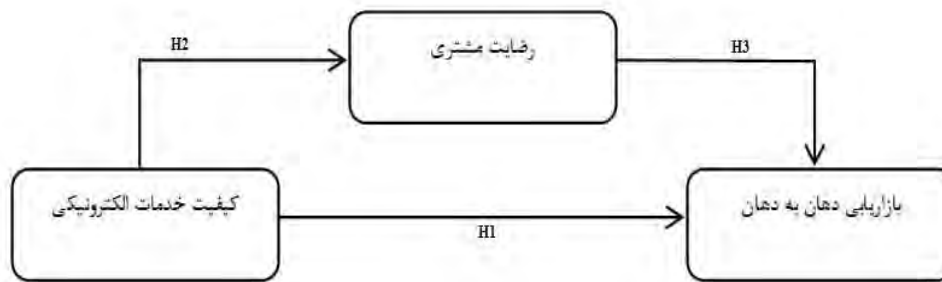 H2
رضایت مشتری
H3
کیفیت خدمات الکترونیکی
H1
بازاریابی دهان به دهان